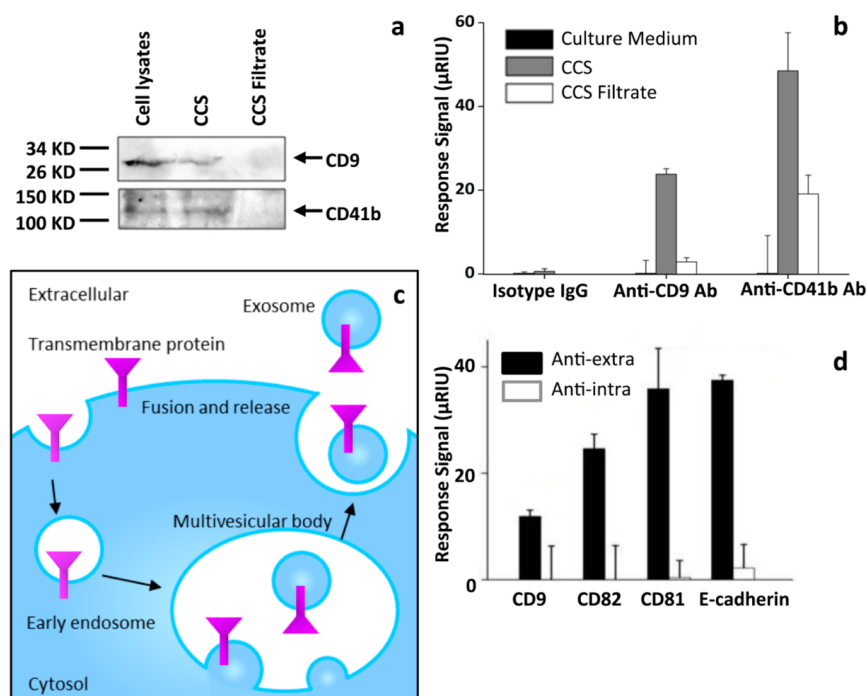 a
Cell lysates
CCS
CCS Filtrate
34 KD
26 KD
CD9
150 KD
100 KD
CD41b
b
Culture Medium
CCS
CCS Filtrate
Response Signal (μRIU)
60
40
20
0
Isotype IgG
Anti-CD9 Ab
Anti-CD41b Ab
c
Extracellular
Exosome
Transmembrane protein
Fusion and release
Multivesicular body
Early endosome
Cytosol
d
Anti-extra
Anti-intra
Response Signal (μRIU)
40
20
0
CD9
CD82
CD81
E-cadherin